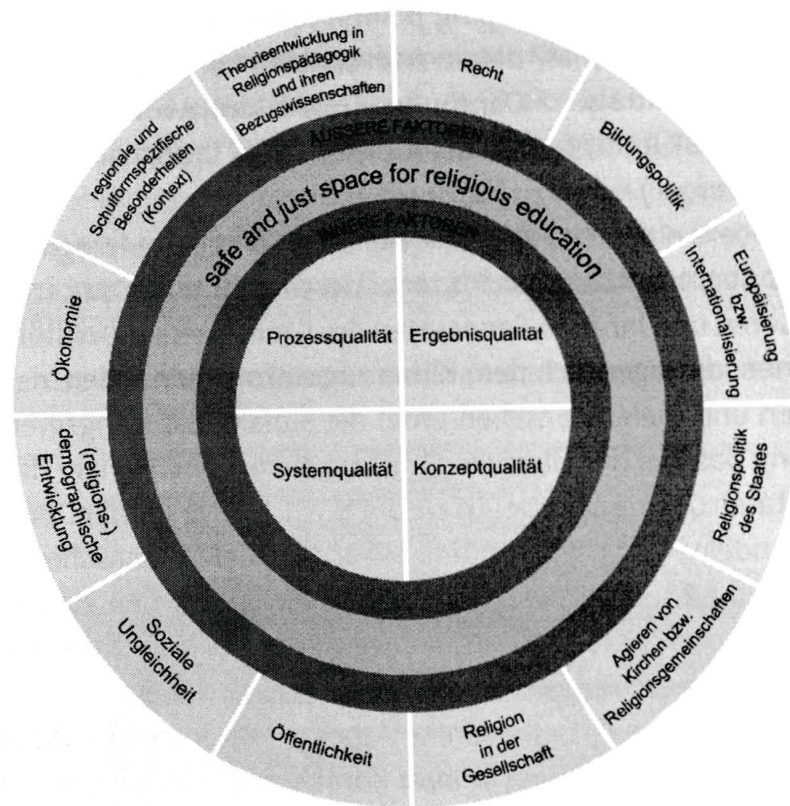 Theorieentwicklung in
Religionspädagogik
und ihren
Bezugswissenschaften
Recht
Bildungspolitik
Europäisierung
bzw.
Internationalisierung
Religionspolitik
des Staates
Agieren von
Kirchen bzw.
Religionsgemeinschaften
Religion
in der
Gesellschaft
Öffentlichkeit
Soziale
Ungleichheit
(religions-)
demographische
Entwicklung
Ökonomie
regionale und
Schulformspezifische
Besonderheiten
(Kontext)
ÄUSSERE FAKTOREN
safe and just space for religious education
INNERE FAKTOREN
Prozessqualität
Ergebnisqualität
Systemqualität
Konzeptqualität